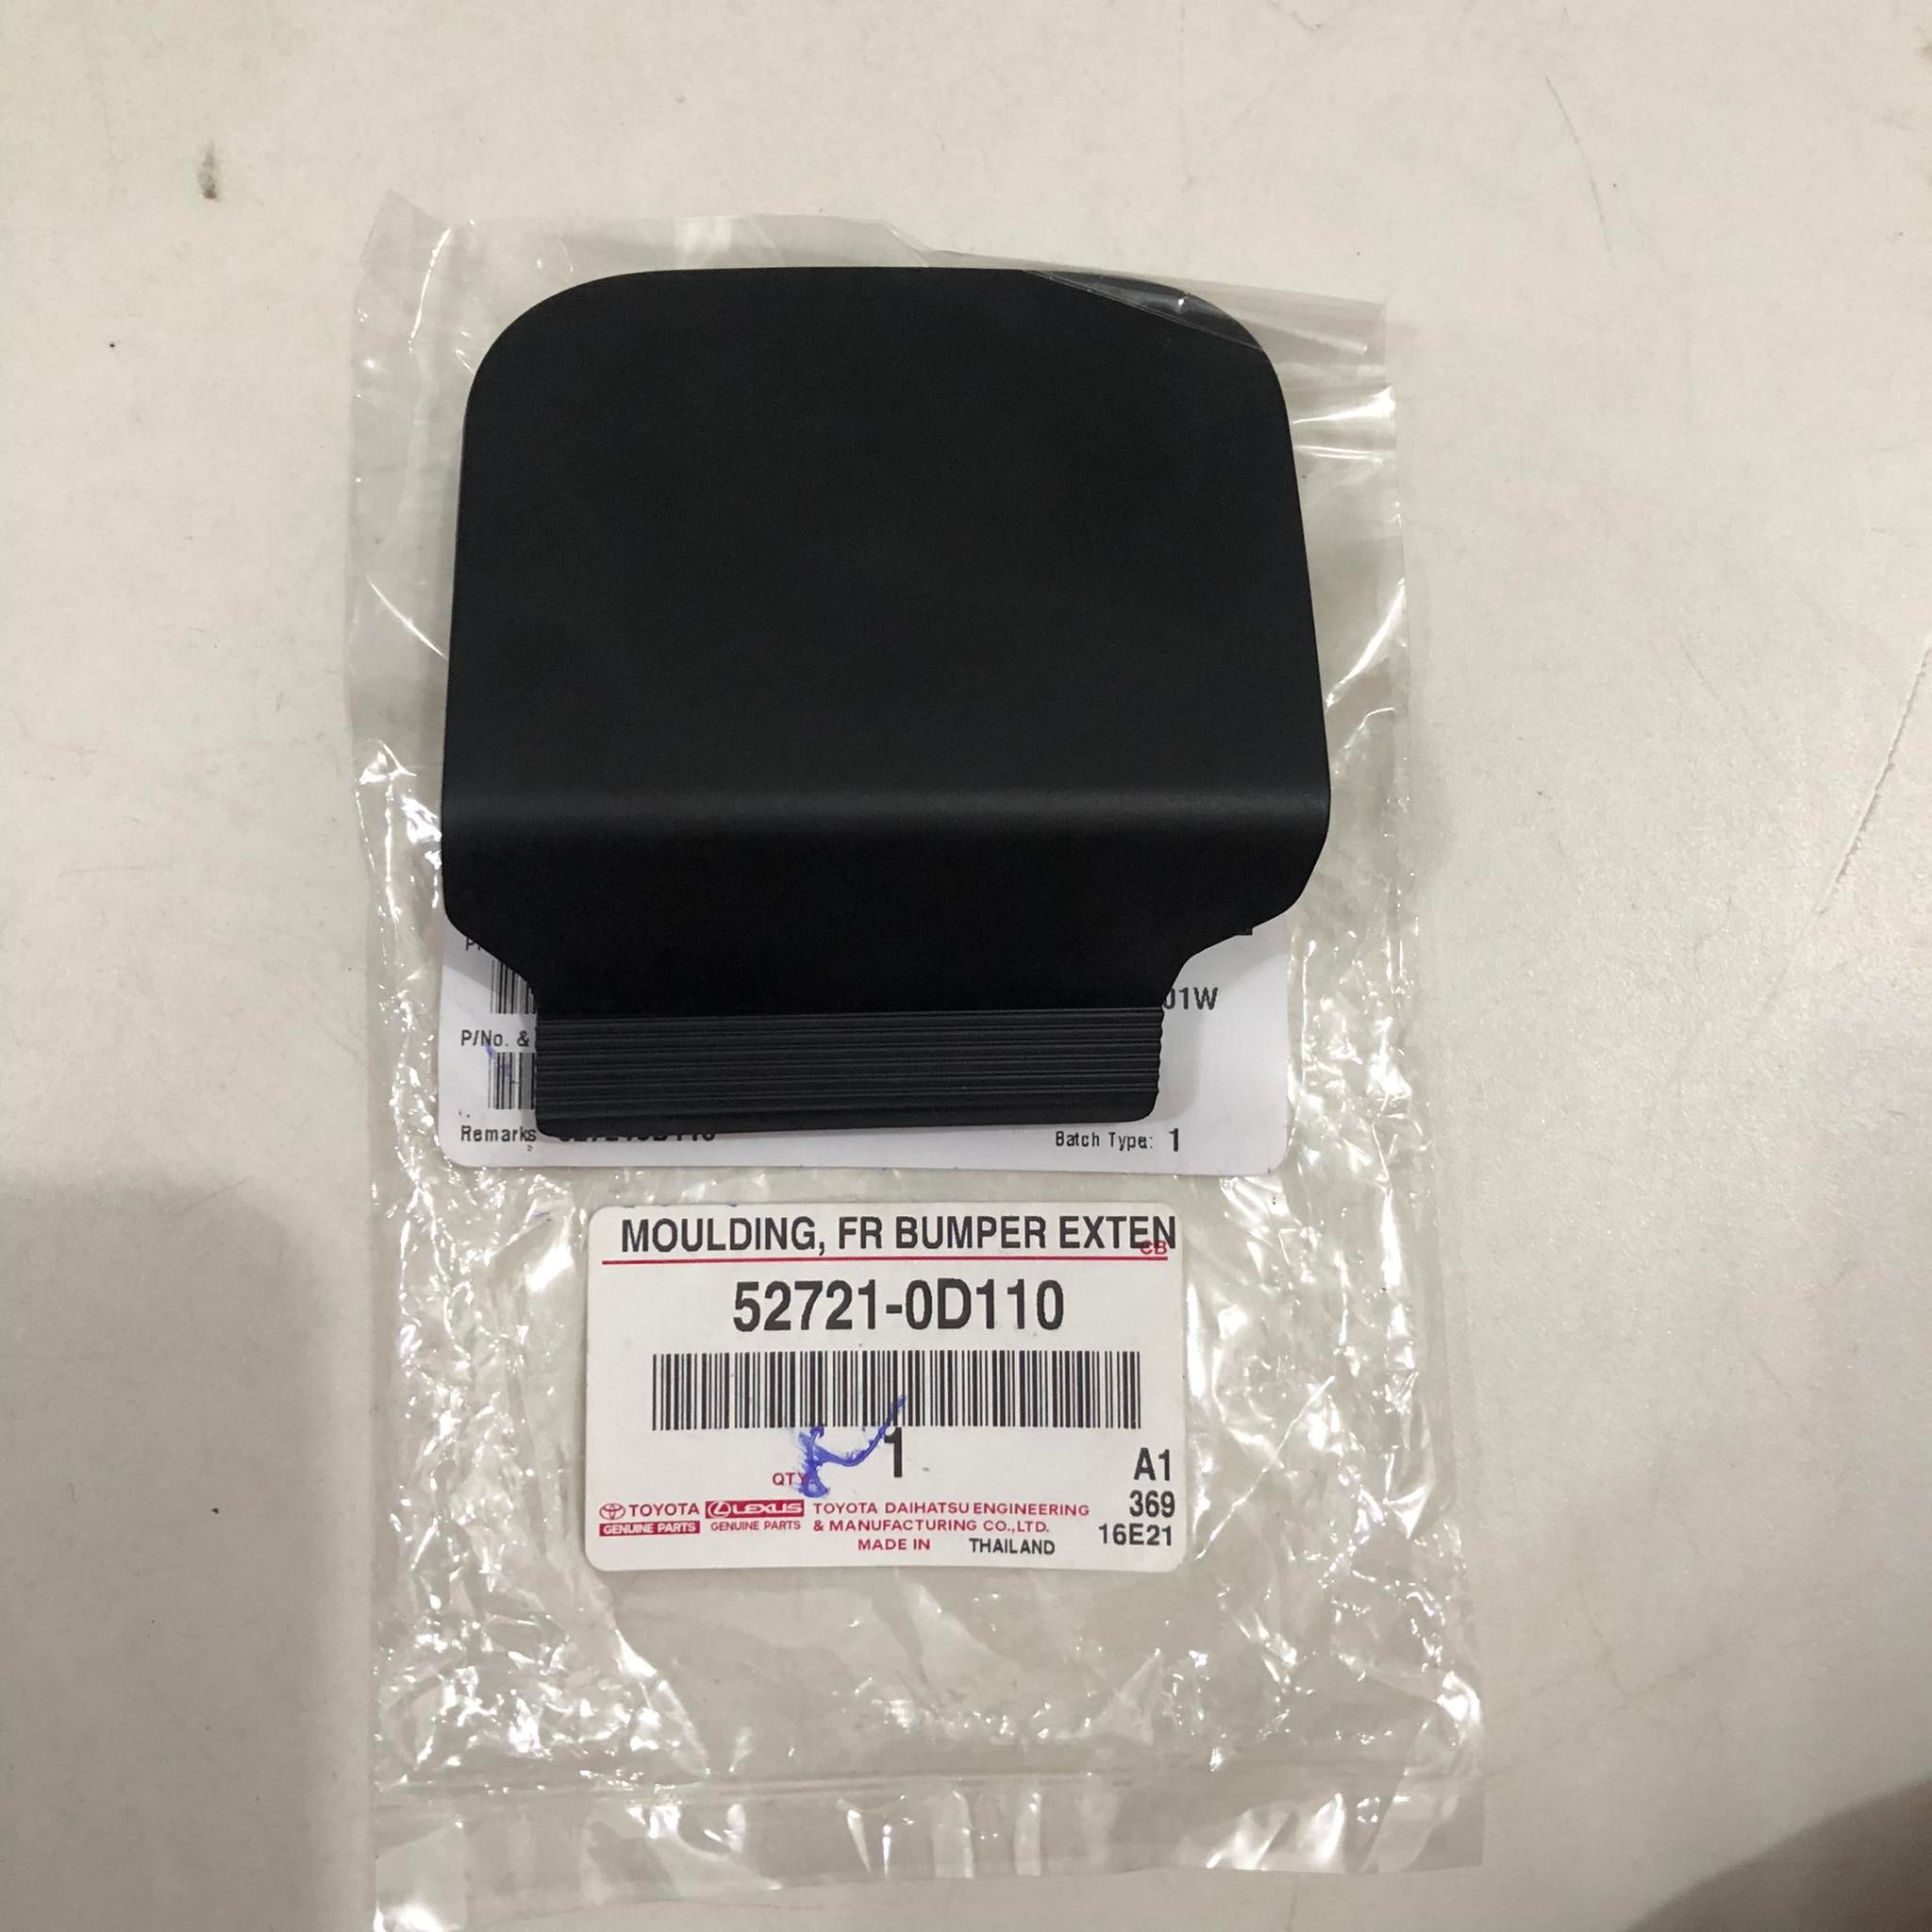 01W
P/No. &
Remarks
Batch Type: 1
MOULDING, FR BUMPER EXTEN
CB
52721-0D110
1
QTY
A1
369
16E21
TOYOTA
GENUINE PARTS
LEXUS
GENUINE PARTS
TOYOTA DAIHATSU ENGINEERING
& MANUFACTURING CO.,LTD.
MADE IN THAILAND